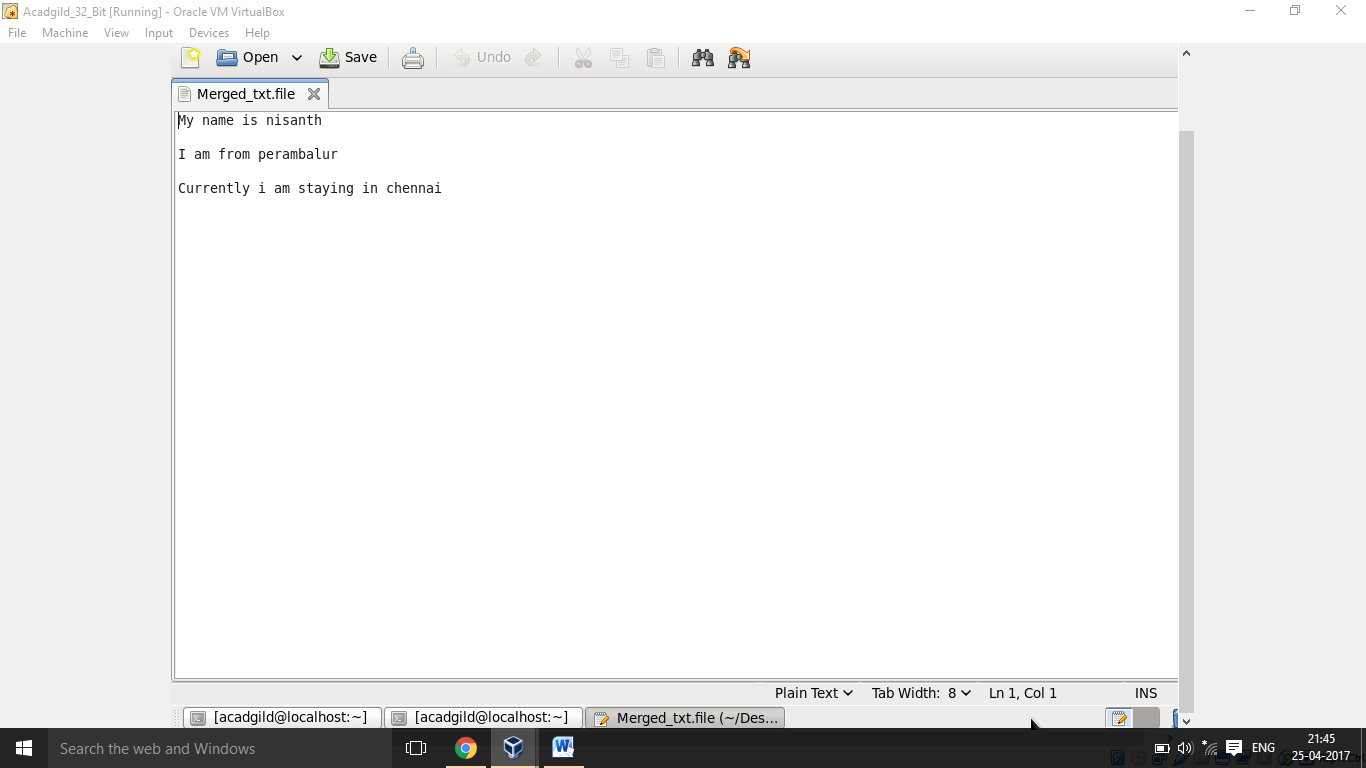 Acadgild_32_Bit [Running] - Oracle VM VirtualBox
File Machine View Input Devices Help
Open Save Undo
Merged_txt.file
My name is nisanth
I am from perambalur
Currently i am staying in chennai
Plain Text Tab Width: 8 Ln 1, Col 1 INS
[acadgild@localhost:~] [acadgild@localhost:~] Merged_txt.file (~/Des...
Search the web and Windows
ENG
21:45
25-04-2017